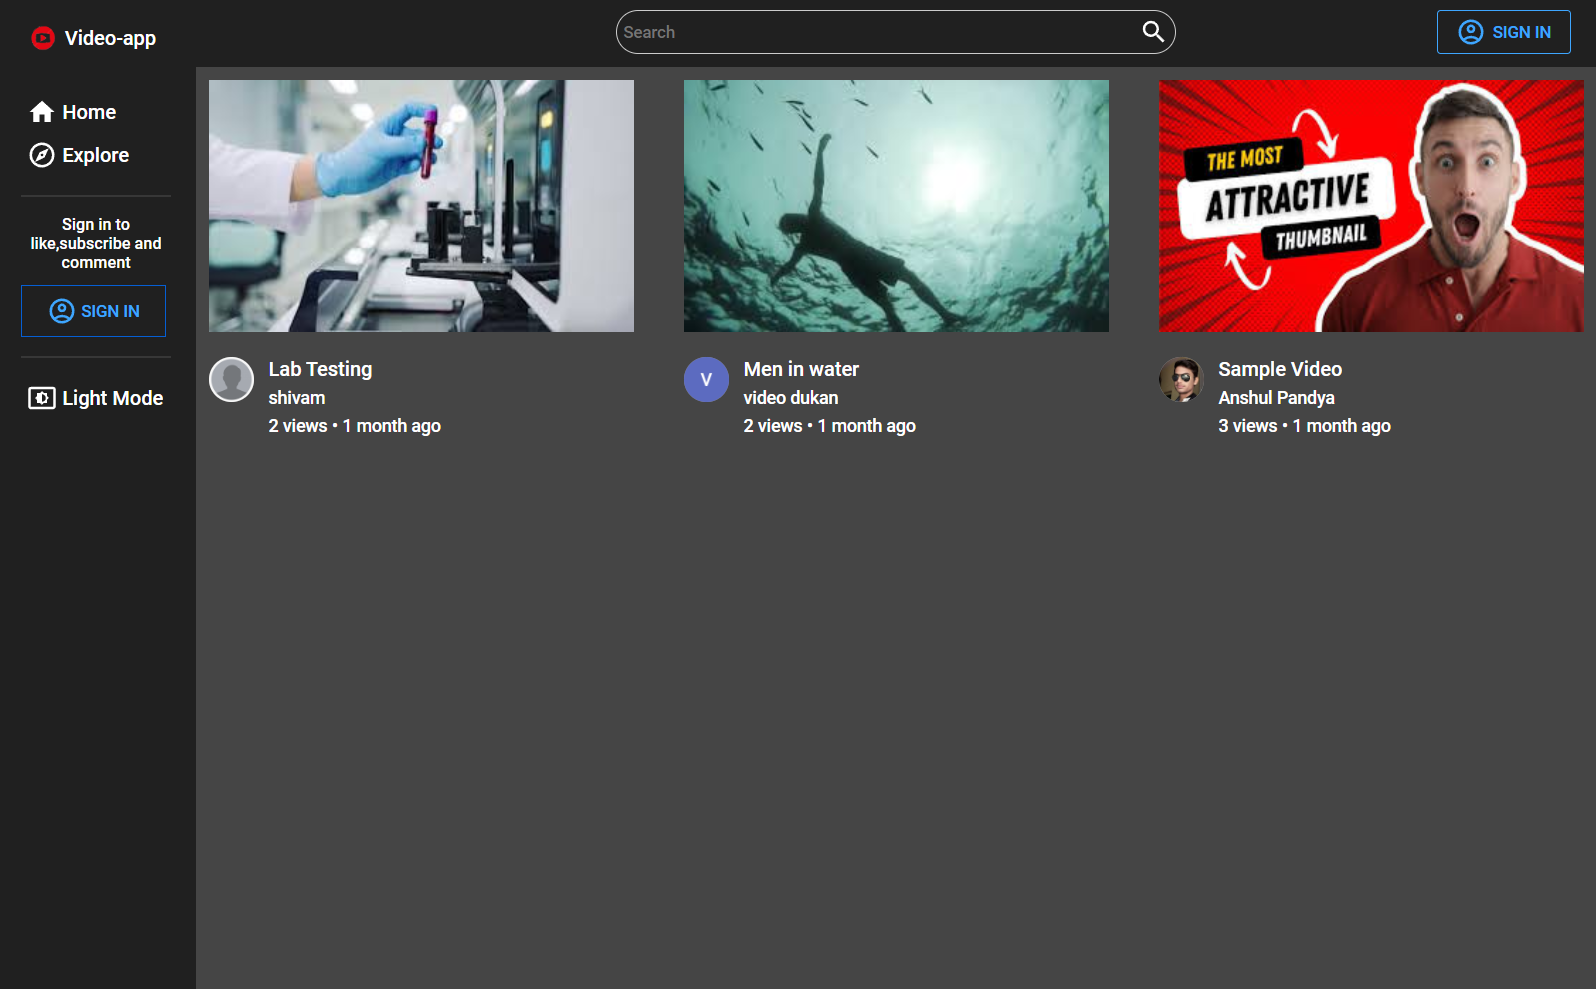 Video-app
Search
SIGN IN
Home
Explore
Sign in to
like,subscribe and
comment
SIGN IN
Light Mode
THE MOST
ATTRACTIVE
THUMBNAIL
Lab Testing
shivam
2 views • 1 month ago
V
Men in water
video dukan
2 views • 1 month ago
Sample Video
Anshul Pandya
3 views • 1 month ago